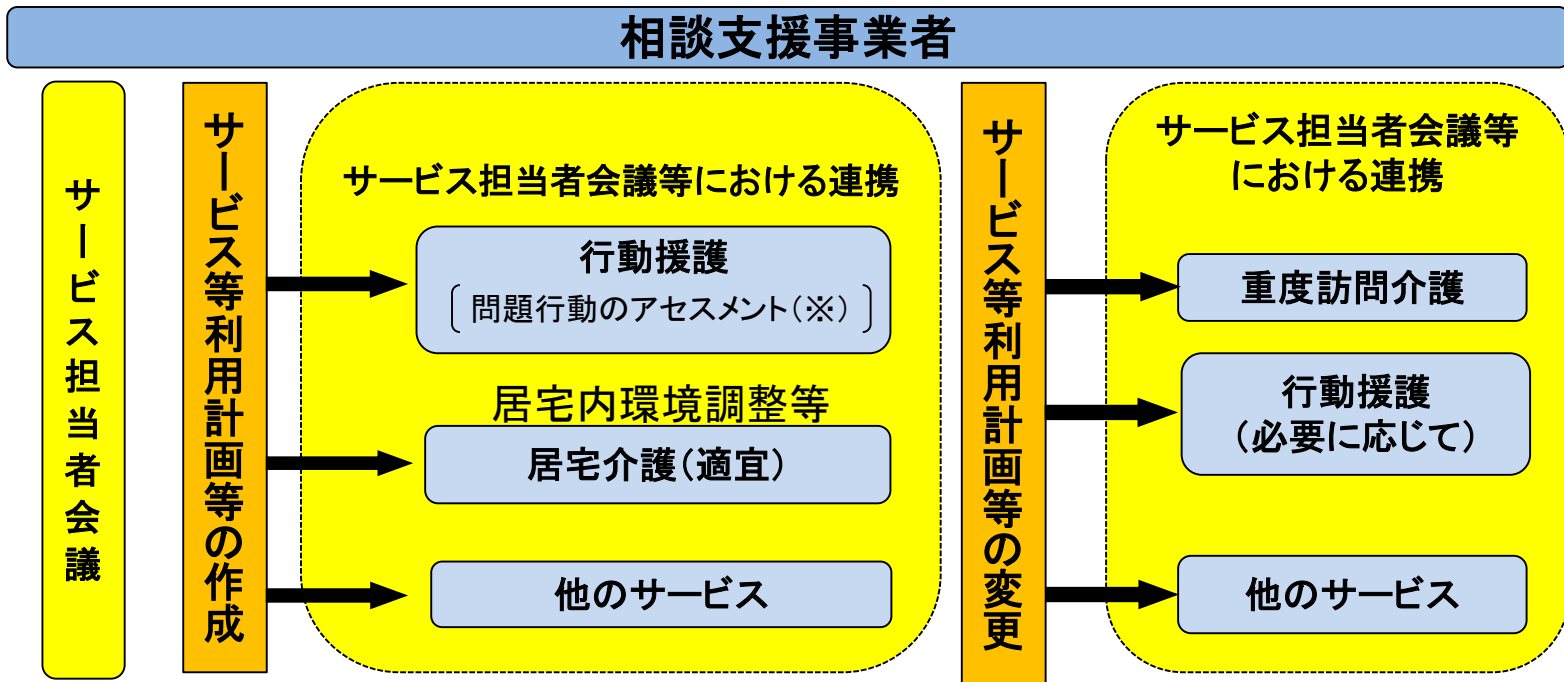 相談支援事業者
サービス担当者会議
サービス等利用計画等の作成
サービス担当者会議等における連携
行動援護
［ 問題行動のアセスメント（※） ］
居宅内環境調整等
居宅介護（適宜）
他のサービス
サービス等利用計画等の変更
サービス担当者会議等
における連携
重度訪問介護
行動援護
（必要に応じて）
他のサービス